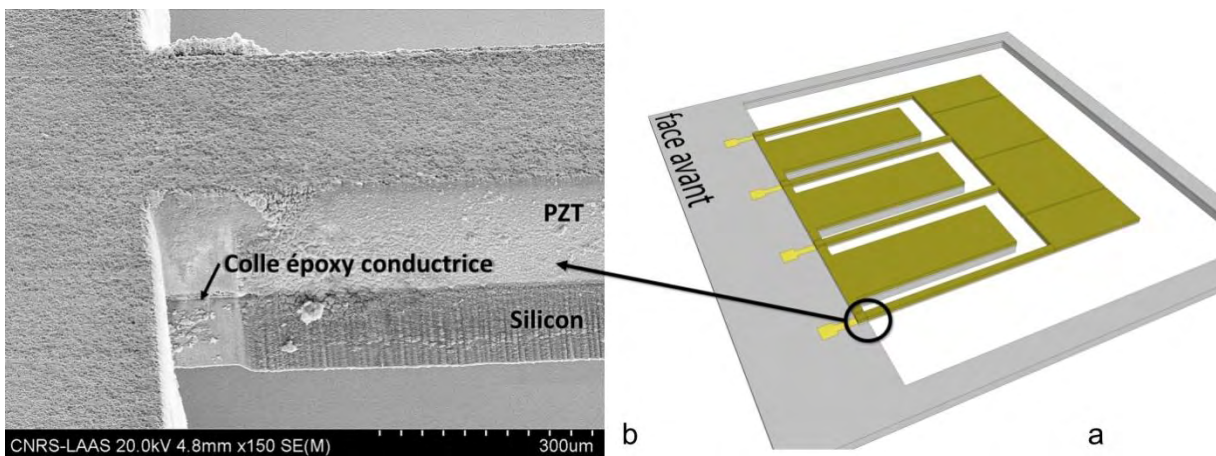 PZT
Colle époxy conductrice
Silicon
CNRS-LAAS 20.0kV 4.8mm x150 SE(M)
300um
b
face avant
a